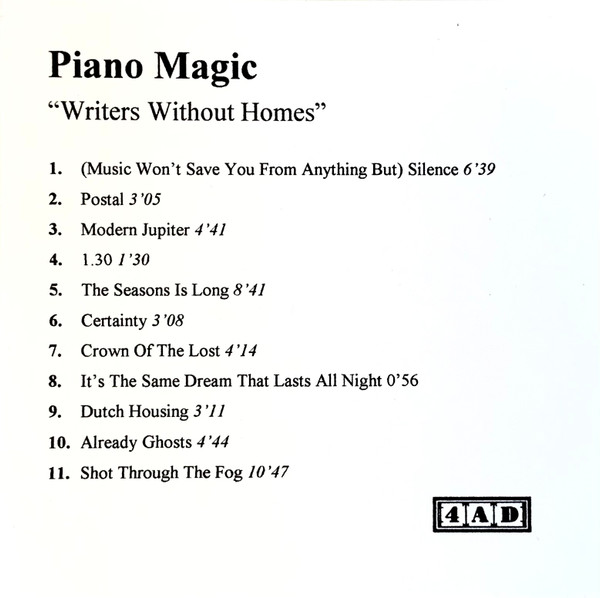 Piano Magic
“Writers Without Homes”
1. (Music Won't Save You From Anything But) Silence 6'39
2. Postal 3'05
3. Modern Jupiter 4'41
4. 1.30 1'30
5. The Seasons Is Long 8'41
6. Certainty 3'08
7. Crown Of The Lost 4'14
8. It's The Same Dream That Lasts All Night 0'56
9. Dutch Housing 3'11
10. Already Ghosts 4'44
11. Shot Through The Fog 10'47
4AD